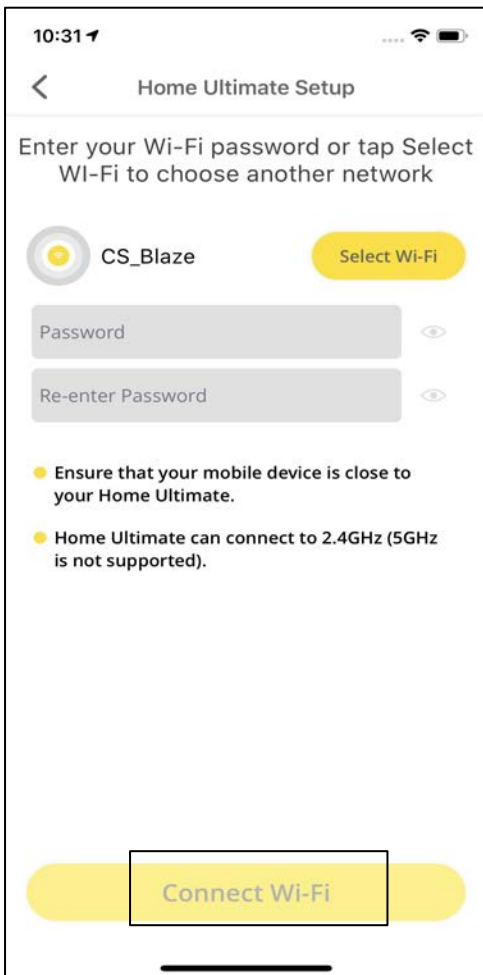 10:31
Home Ultimate Setup
Enter your Wi-Fi password or tap Select
WI-Fi to choose another network
CS_Blaze
Select Wi-Fi
Password
Re-enter Password
Ensure that your mobile device is close to
your Home Ultimate.
Home Ultimate can connect to 2.4GHz (5GHz
is not supported).
Connect Wi-Fi